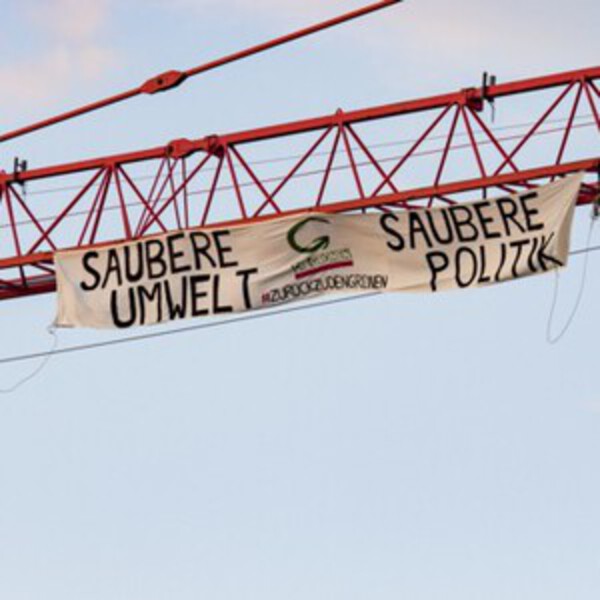 SAUBERE
UMWELT
#ZURÜCKZUDENGRÜNEN
SAUBERE
POLITIK